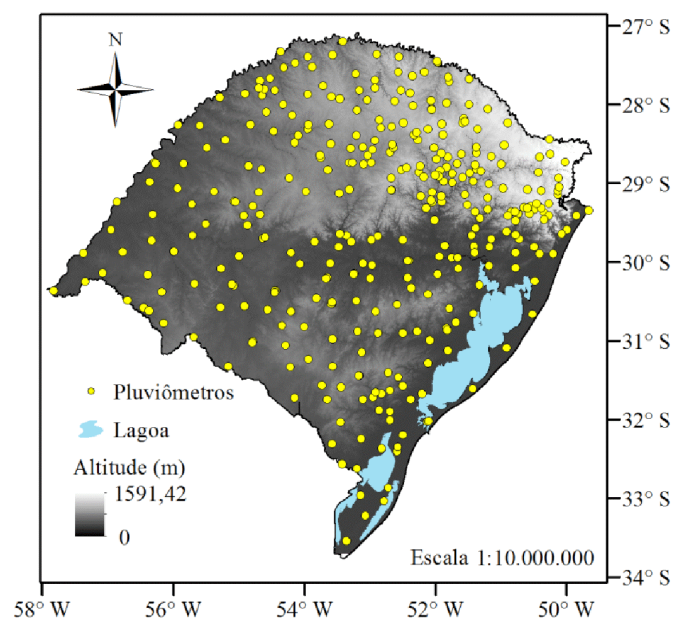 N
27° S
28° S
29° S
30° S
31° S
32° S
33° S
34° S
Pluviômetros
Lagoa
Altitude (m)
1591,42
0
Escala 1:10.000.000
58° W
56° W
54° W
52° W
50° W